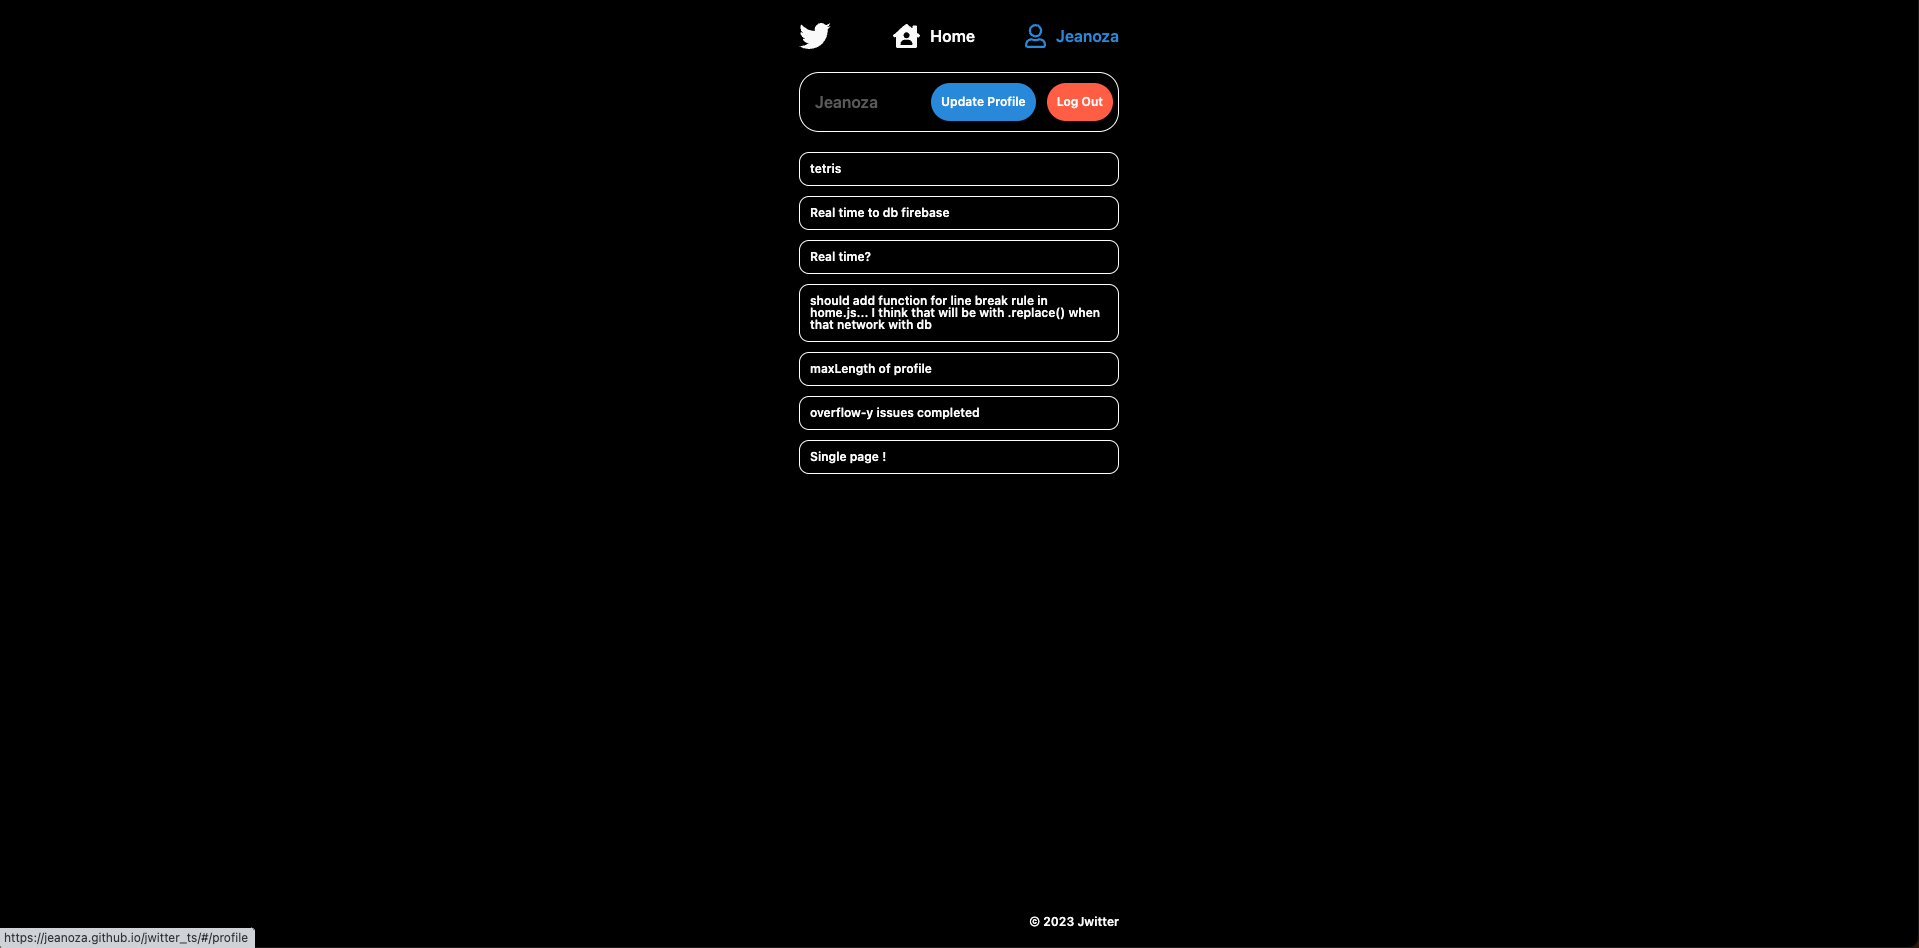 Home
Jeanoza
Jeanoza
Update Profile
Log Out
tetris
Real time to db firebase
Real time?
should add function for line break rule in
home.js... I think that will be with .replace() when
that network with db
maxLength of profile
overflow-y issues completed
Single page !
© 2023 Jwitter
https://jeanoza.github.io/jwitter_ts/#/profile